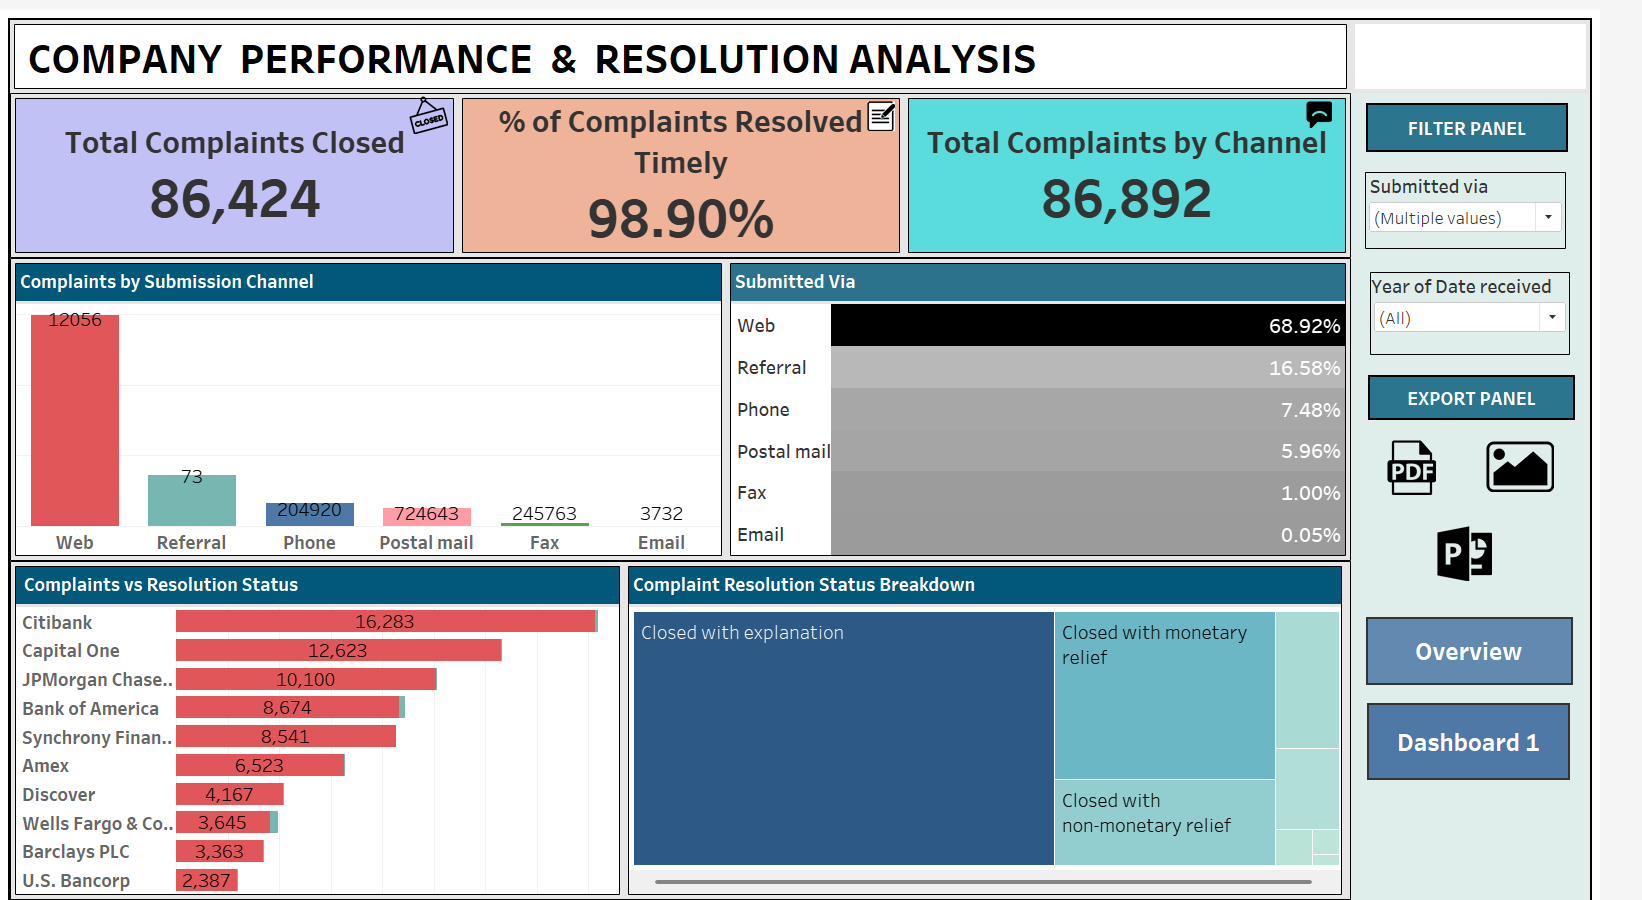 COMPANY PERFORMANCE & RESOLUTION ANALYSIS
Total Complaints Closed
86,424
CLOSED
% of Complaints Resolved
Timely
98.90%
Total Complaints by Channel
86,892
FILTER PANEL
Submitted via
(Multiple values)
Year of Date received
(All)
EXPORT PANEL
PDF
P
Overview
Dashboard 1
Complaints by Submission Channel
12056
73
204920
724643
245763
3732
Web
Referral
Phone
Postal mail
Fax
Email
Submitted Via
Web 68.92%
Referral 16.58%
Phone 7.48%
Postal mail 5.96%
Fax 1.00%
Email 0.05%
Complaints vs Resolution Status
Citibank 16,283
Capital One 12,623
JPMorgan Chase.. 10,100
Bank of America 8,674
Synchrony Finan.. 8,541
Amex 6,523
Discover 4,167
Wells Fargo & Co.. 3,645
Barclays PLC 3,363
U.S. Bancorp 2,387
Complaint Resolution Status Breakdown
Closed with explanation
Closed with monetary
relief
Closed with
non-monetary relief